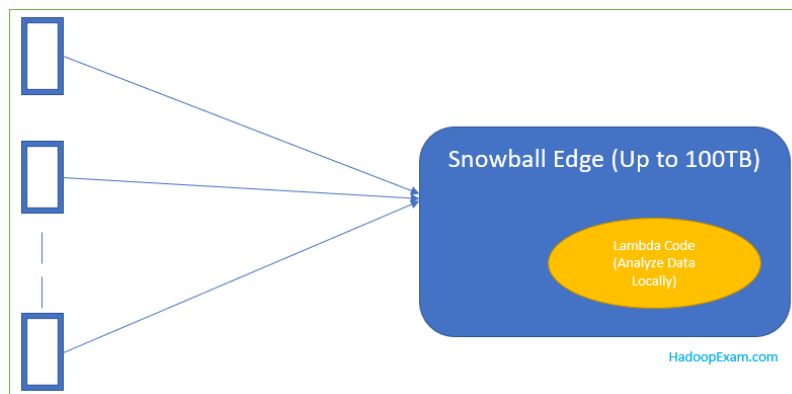 Snowball Edge (Up to 100TB)
Lambda Code
(Analyze Data
Locally)
HadoopExam.com